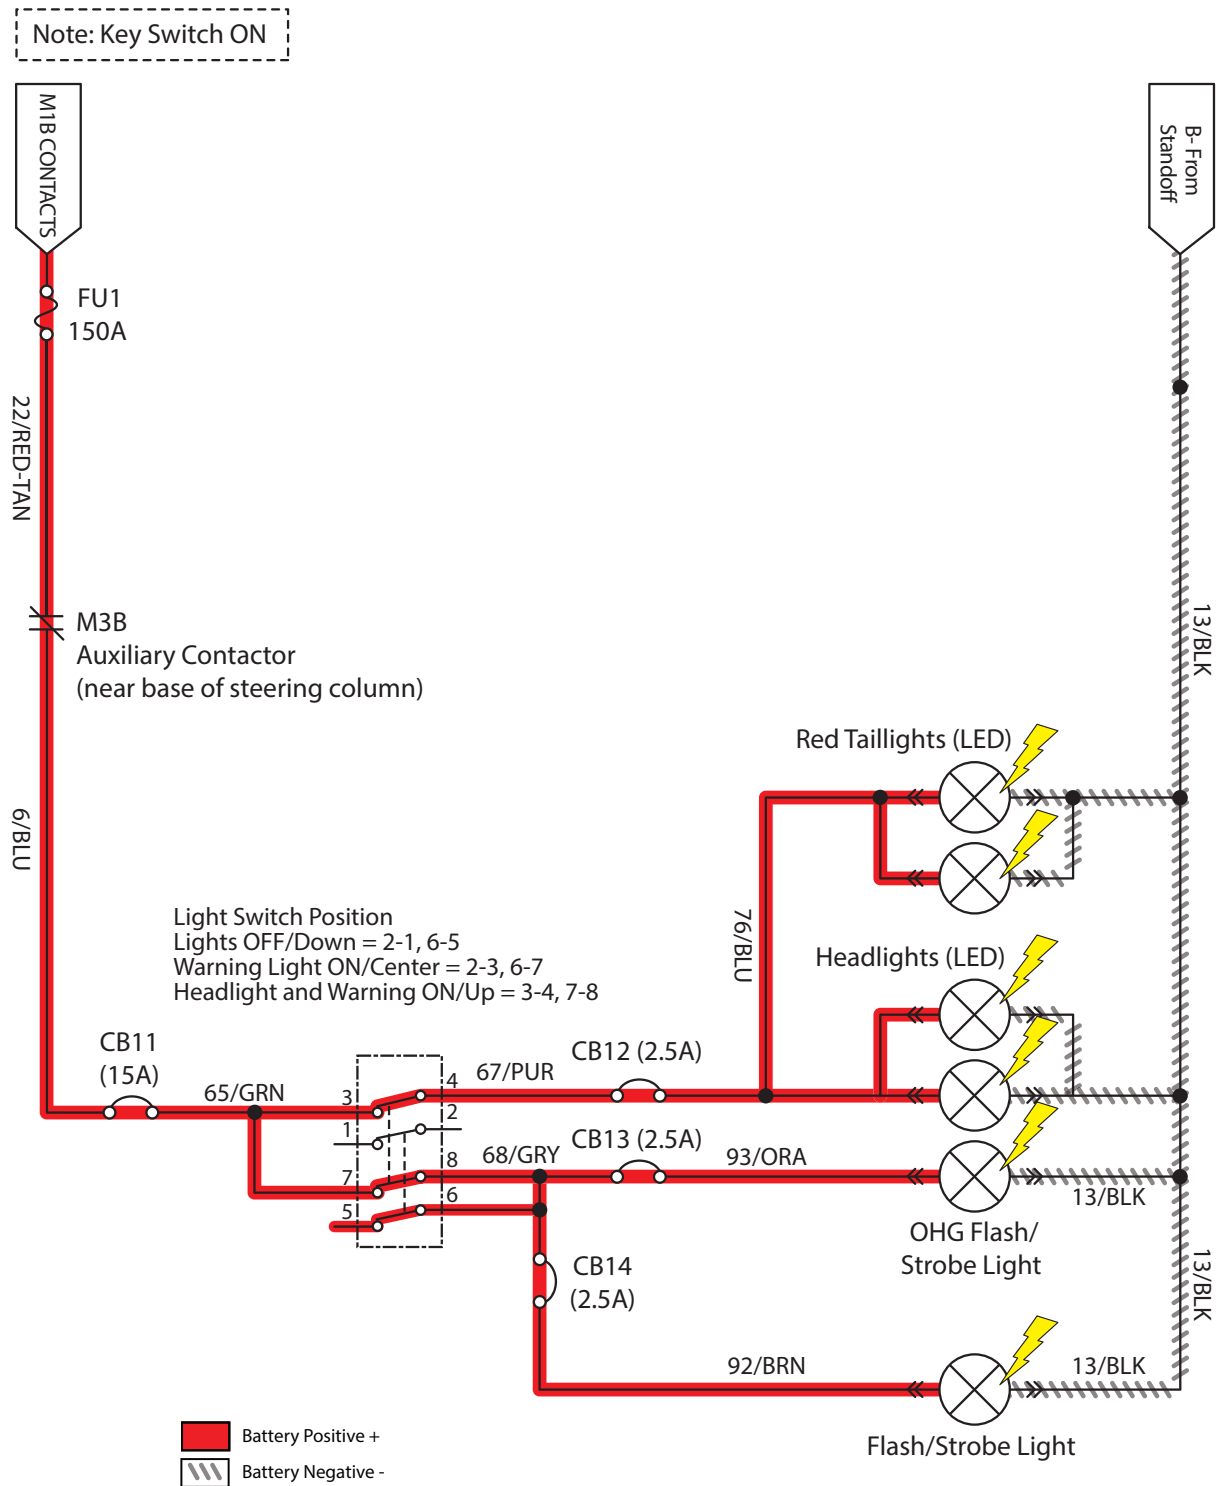 Note: Key Switch ON
M1B CONTACTS
B- From
Standoff
FU1
150A
22/RED-TAN
M3B
Auxiliary Contactor
(near base of steering column)
13/BLK
6/BLU
Red Taillights (LED)
76/BLU
Light Switch Position
Lights OFF/Down = 2-1, 6-5
Warning Light ON/Center = 2-3, 6-7
Headlight and Warning ON/Up = 3-4, 7-8
Headlights (LED)
CB11
(15A)
65/GRN
3
4
67/PUR
CB12 (2.5A)
1
2
7
8
68/GRY
CB13 (2.5A)
93/ORA
13/BLK
5
6
OHG Flash/
Strobe Light
CB14
(2.5A)
13/BLK
92/BRN
13/BLK
Flash/Strobe Light
Battery Positive +
Battery Negative -